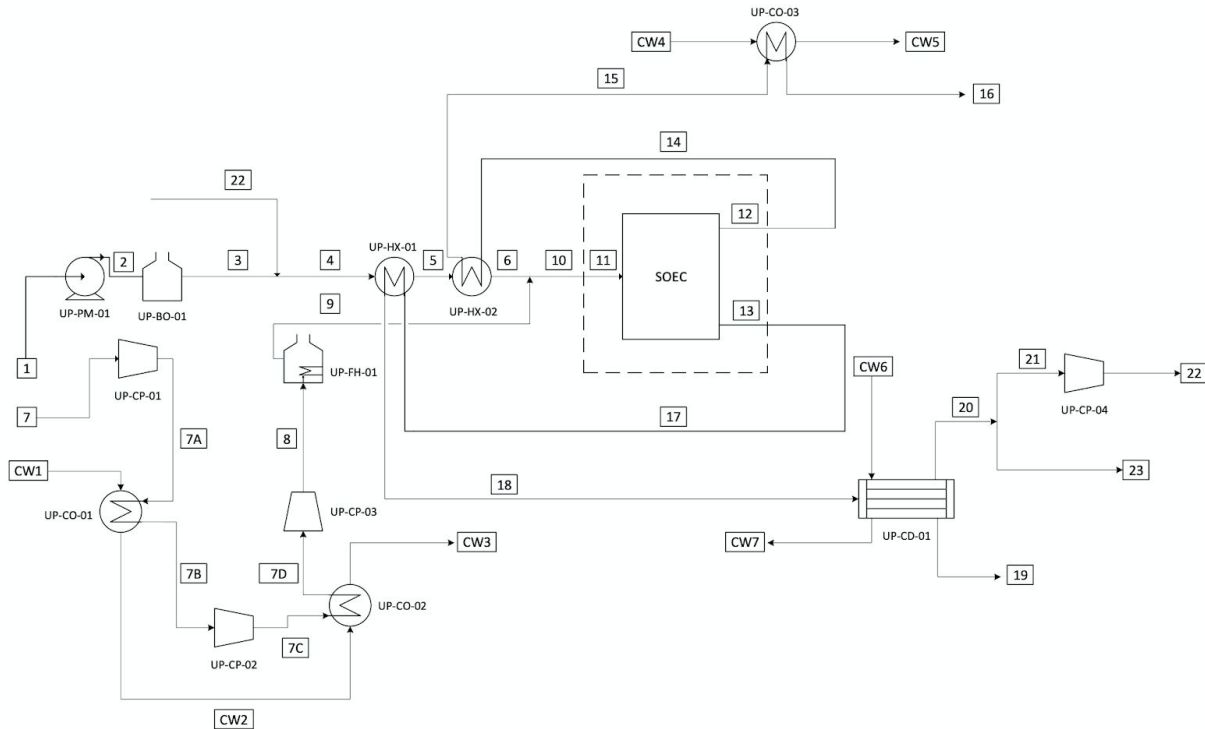 UP-CO-03
CW4
CW5
15
16
14
22
12
UP-HX-01
2
3
4
5
6
10
11
SOEC
UP-HX-02
9
13
UP-PM-01
UP-BO-01
1
UP-CP-01
UP-FH-01
CW6
21
22
UP-CP-04
7
17
20
7A
8
23
CW1
18
UP-CO-01
UP-CP-03
UP-CD-01
CW3
CW7
7B
7D
19
UP-CO-02
7C
UP-CP-02
CW2